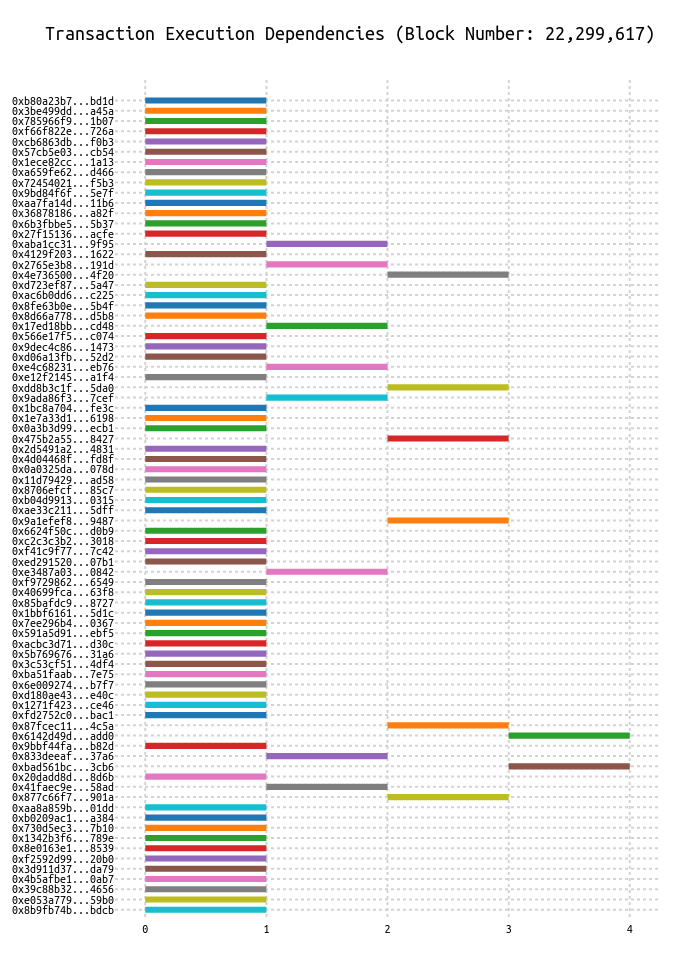 Transaction Execution Dependencies (Block Number: 22,299,617)
0xb80a23b7...bd1d
0x3be499dd...a45a
0x785966f9...1b07
0xf66f822e...726a
0xcb6863db...f0b3
0x57cb5e03...cb54
0x1ece82cc...1a13
0xa659fe62...d466
0x72454021...f5b3
0x9bd84f6f...5e7f
0xaa7fa14d...11b6
0x36878186...a82f
0x6b3fbbe5...5b37
0x27f15136...acfe
0xaba1cc31...9f95
0x4129f203...1622
0x2765e3b8...191d
0x4e736500...4f20
0xd723ef87...5a47
0xac6b0dd6...c225
0x8fe63b0e...5b4f
0x8d66a778...d5b8
0x17ed18bb...cd48
0x566e17f5...c074
0x9dec4c86...1473
0xd06a13fb...52d2
0xe4c68231...eb76
0xe12f2145...a1f4
0xdd8b3c1f...5da0
0x9ada86f3...7cef
0x1bc8a704...fe3c
0x1e7a33d1...6198
0x0a3b3d99...ecb1
0x475b2a55...8427
0x2d5491a2...4831
0x4d04468f...fd8f
0x0a0325da...078d
0x11d79429...ad58
0x8706efcf...85c7
0xb04d9913...0315
0xae33c211...5dff
0x9a1efef8...9487
0x6624f50c...d0b9
0xc2c3c3b2...3018
0xf41c9f77...7c42
0xed291520...07b1
0xe3487a03...0842
0xf9729862...6549
0x40699fca...63f8
0x85bafdc9...8727
0x1bbf6161...5d1c
0x7ee296b4...0367
0x591a5d91...ebf5
0xacbc3d71...d30c
0x5b769676...31a6
0x3c53cf51...4df4
0xba51faab...7e75
0x6e009274...b7f7
0xd180ae43...e40c
0x1271f423...ce46
0xfd2752c0...bac1
0x87fcec11...4c5a
0x6142d49d...add0
0x9bbf44fa...b82d
0x833deeaf...37a6
0xbad561bc...3cb6
0x20dadd8d...8d6b
0x41faec9e...58ad
0x877c66f7...901a
0xaa8a859b...01dd
0xb0209ac1...a384
0x730d5ec3...7b10
0x1342b3f6...789e
0x8e0163e1...8539
0xf2592d99...20b0
0x3d911d37...da79
0x4b5afbe1...0ab7
0x39c88b32...4656
0xe053a779...59b0
0x8b9fb74b...bdcb
0 1 2 3 4